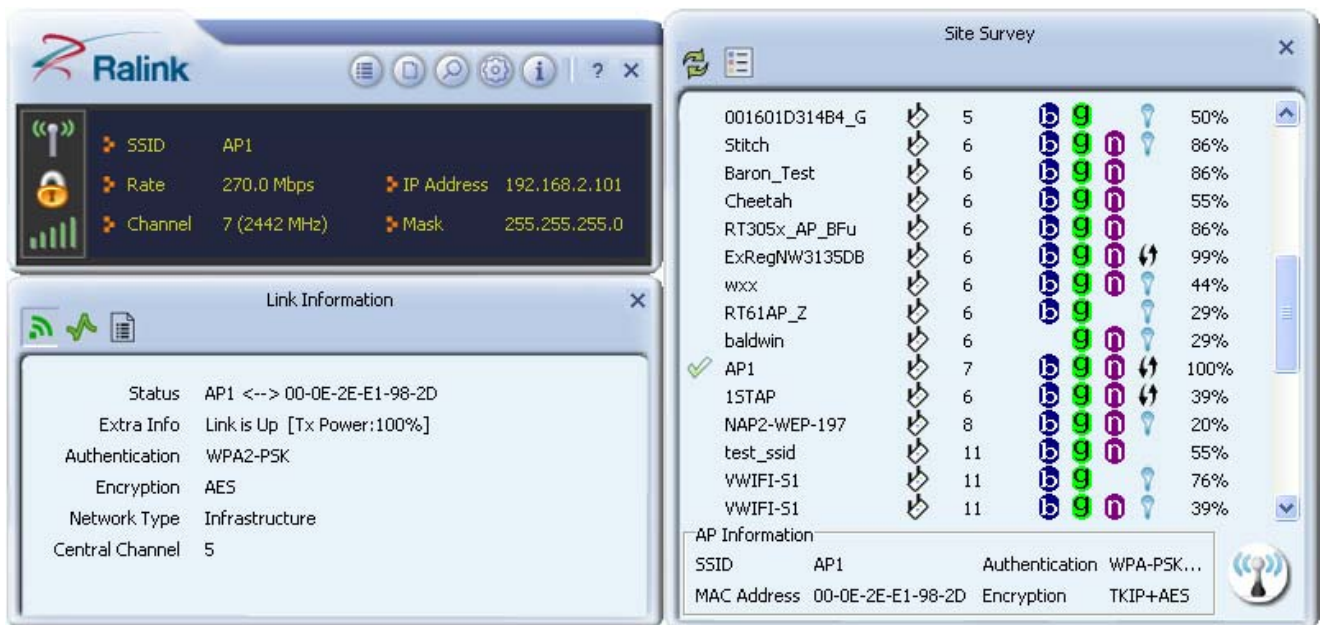 Ralink
? ×
SSID AP1
Rate 270.0 Mbps IP Address 192.168.2.101
Channel 7 (2442 MHz) Mask 255.255.255.0
Link Information ×
Status AP1 <--> 00-0E-2E-E1-98-2D
Extra Info Link is Up [Tx Power:100%]
Authentication WPA2-PSK
Encryption AES
Network Type Infrastructure
Central Channel 5
Site Survey ×
001601D314B4_G 5 b g 50%
Stitch 6 b g n 86%
Baron_Test 6 b g n 86%
Cheetah 6 b g n 55%
RT305x_AP_BFu 6 b g n 86%
ExRegNW3135DB 6 b g n 99%
wxx 6 b g n 44%
RT61AP_Z 6 b g 29%
baldwin 6 g n 29%
AP1 7 b g n 100%
1STAP 6 b g n 39%
NAP2-WEP-197 8 b g n 20%
test_ssid 11 b g n 55%
VWIFI-S1 11 b g 76%
VWIFI-S1 11 b g n 39%
AP Information
SSID AP1 Authentication WPA-PSK...
MAC Address 00-0E-2E-E1-98-2D Encryption TKIP+AES